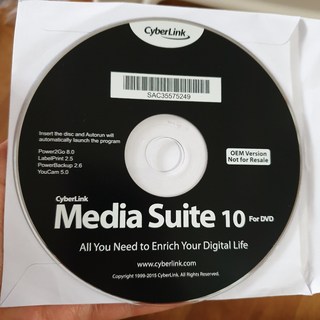 CyberLink
SAC35575249
Insert the disc and Autorun will
automatically launch the program
Power2Go 8.0
LabelPrint 2.5
PowerBackup 2.6
YouCam 5.0
OEM Version
Not for Resale
CyberLink
Media Suite 10 For DVD
All You Need to Enrich Your Digital Life
www.cyberlink.com
Copyright 1999-2015 CyberLink. All Rights Reserved.